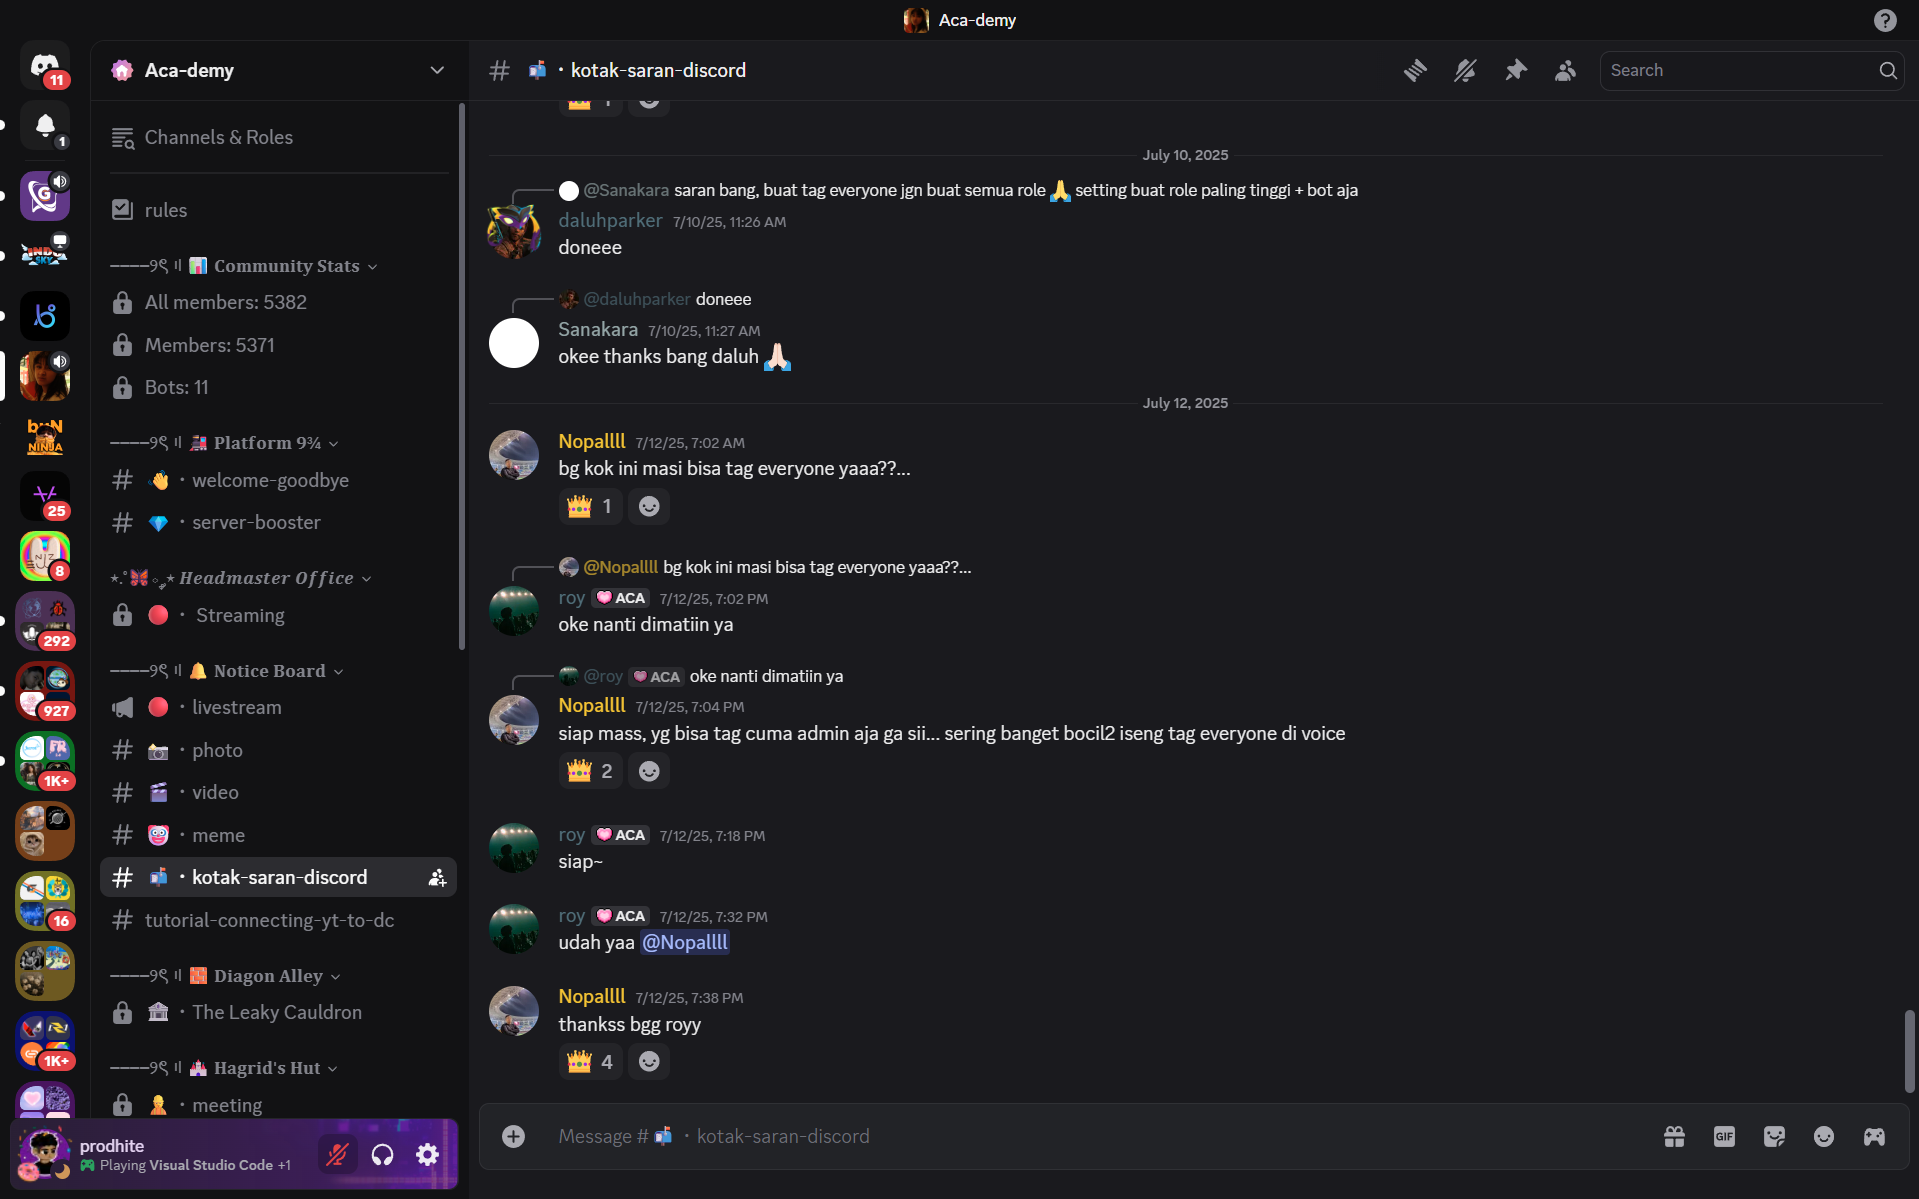 Aca-demy
11
Aca-demy
# • kotak-saran-discord
Search
1
1
Channels & Roles
rules
Community Stats
All members: 5382
Members: 5371
Bots: 11
Platform 9¾
# • welcome-goodbye
# • server-booster
Headmaster Office
• Streaming
Notice Board
• livestream
# • photo
# • video
# • meme
# • kotak-saran-discord
# tutorial-connecting-yt-to-dc
Diagon Alley
• The Leaky Cauldron
Hagrid's Hut
• meeting
INDO
SKY
NINJA
25
NIZ
8
292
927
1K+
16
1K+
prodhite
Playing Visual Studio Code +1
July 10, 2025
@Sanakara saran bang, buat tag everyone jgn buat semua role 🙏 setting buat role paling tinggi + bot aja
daluhparker 7/10/25, 11:26 AM
doneee
@daluhparker doneee
Sanakara 7/10/25, 11:27 AM
okee thanks bang daluh 🙏🏻
July 12, 2025
Nopallll 7/12/25, 7:02 AM
bg kok ini masi bisa tag everyone yaaa??...
1
@Nopallll bg kok ini masi bisa tag everyone yaaa??...
roy ACA 7/12/25, 7:02 PM
oke nanti dimatiin ya
@roy ACA oke nanti dimatiin ya
Nopallll 7/12/25, 7:04 PM
siap mass, yg bisa tag cuma admin aja ga sii... sering banget bocil2 iseng tag everyone di voice
2
roy ACA 7/12/25, 7:18 PM
siap~
roy ACA 7/12/25, 7:32 PM
udah yaa @Nopallll
Nopallll 7/12/25, 7:38 PM
thankss bgg royy
4
Message # • kotak-saran-discord
GIF